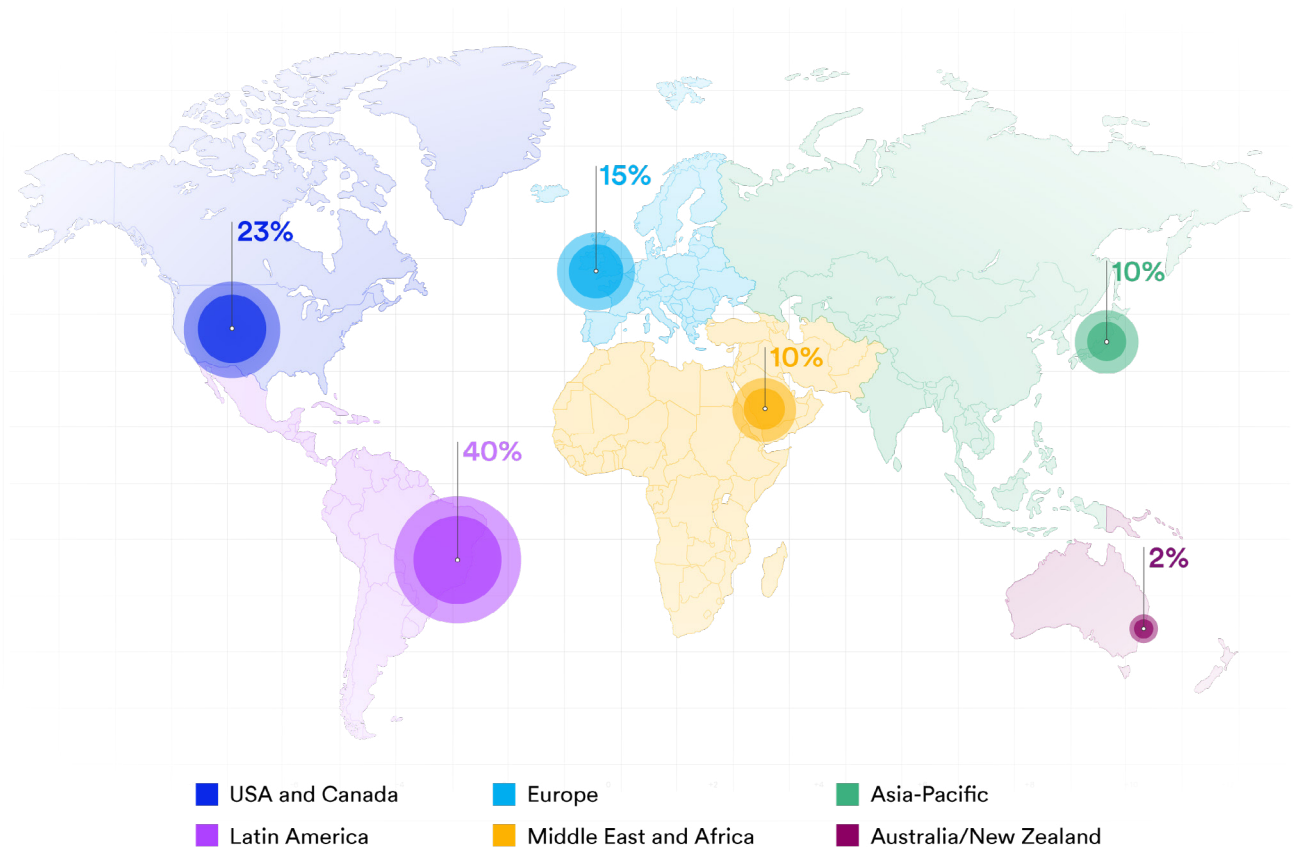 15%
23%
10%
10%
40%
2%
USA and Canada
Europe
Asia-Pacific
Latin America
Middle East and Africa
Australia/New Zealand